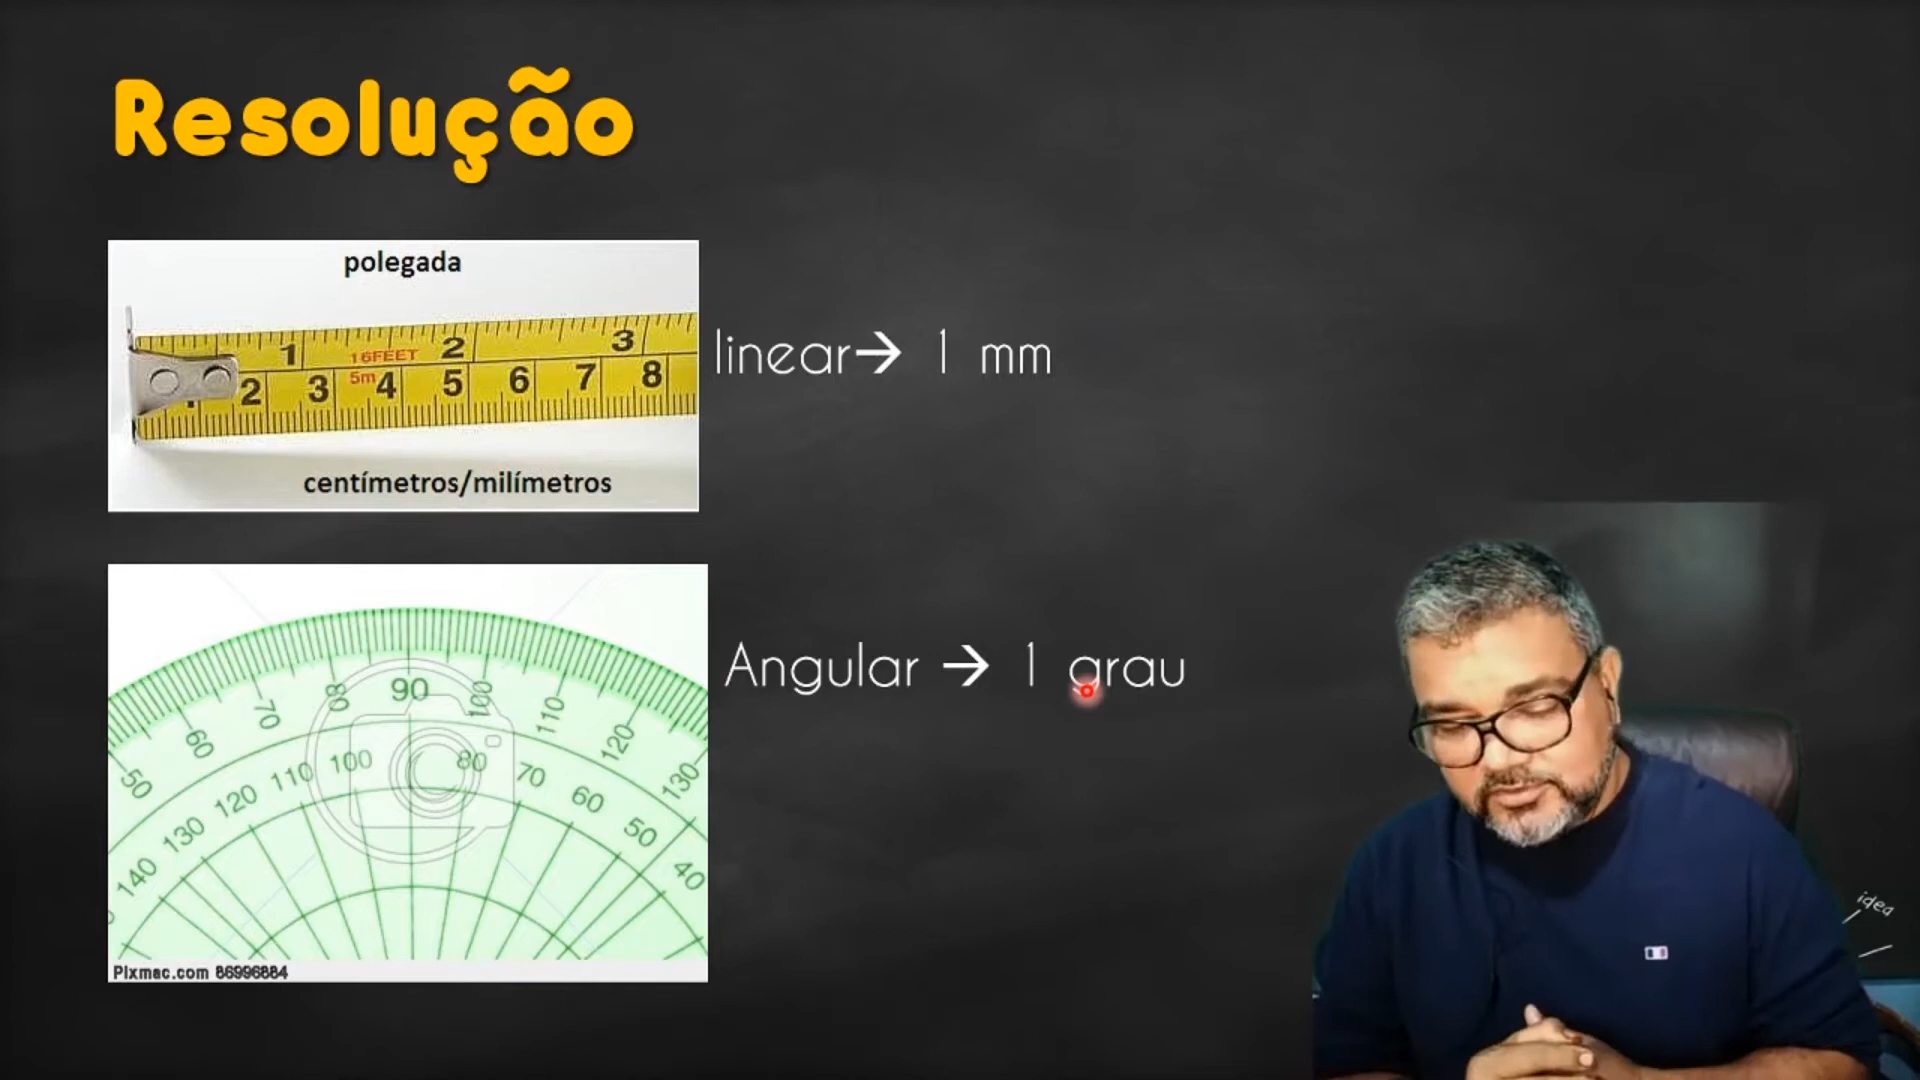 Resolução
polegada
1 2 3
16FEET
5m
2 3 4 5 6 7 8
centímetros/milímetros
linear→ 1 mm
50 60 70 80 90 100 110 120 130
140 130 120 110 100 80 70 60 50 40
Pixmac.com 86996884
Angular → 1 grau
idea